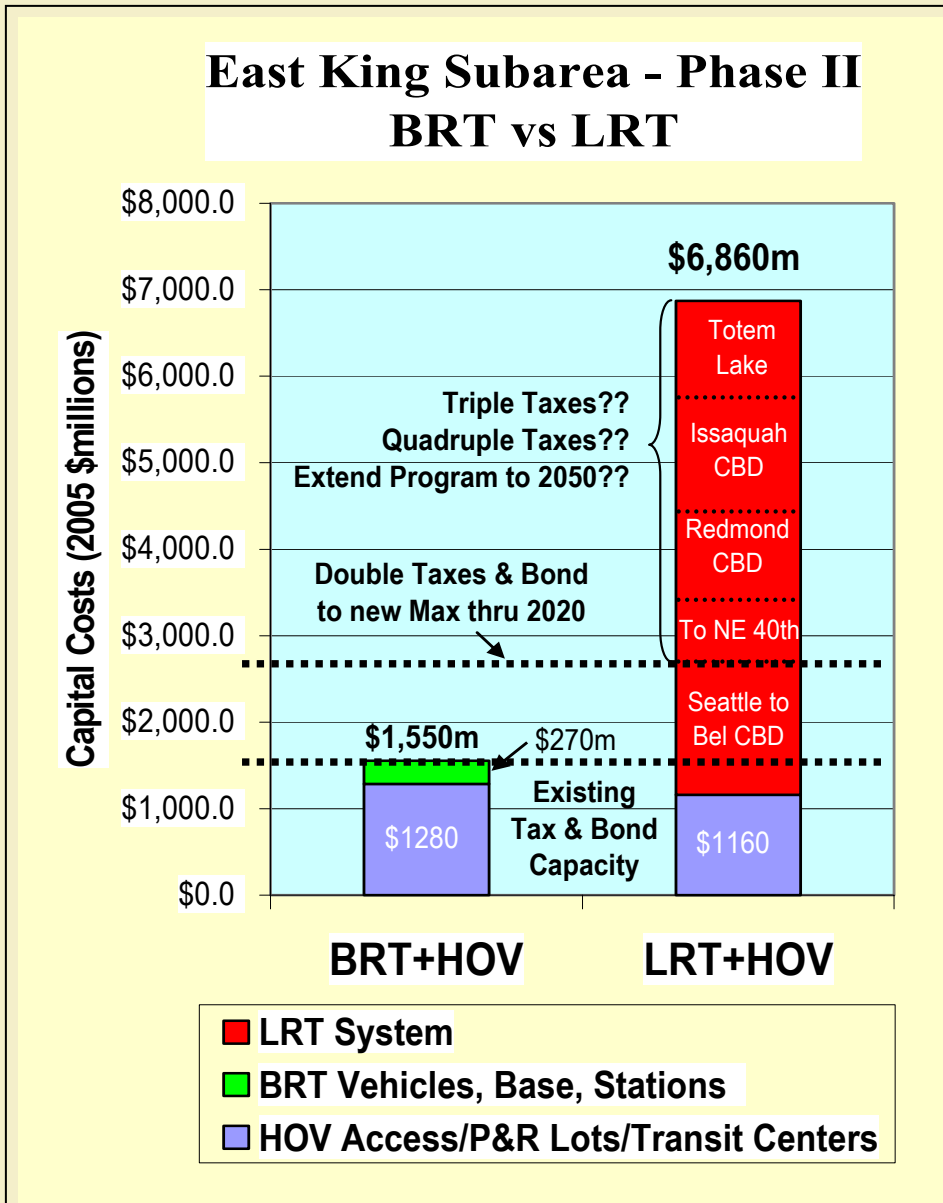 East King Subarea - Phase II
BRT vs LRT
$8,000.0
$7,000.0
$6,000.0
$5,000.0
$4,000.0
$3,000.0
$2,000.0
$1,000.0
$0.0
Capital Costs (2005 $millions)
$6,860m
Totem
Lake
Issaquah
CBD
Redmond
CBD
To NE 40th
Seattle to
Bel CBD
$1160
Triple Taxes??
Quadruple Taxes??
Extend Program to 2050??
Double Taxes & Bond
to new Max thru 2020
$1,550m
$270m
$1280
Existing
Tax & Bond
Capacity
BRT+HOV
LRT+HOV
LRT System
BRT Vehicles, Base, Stations
HOV Access/P&R Lots/Transit Centers